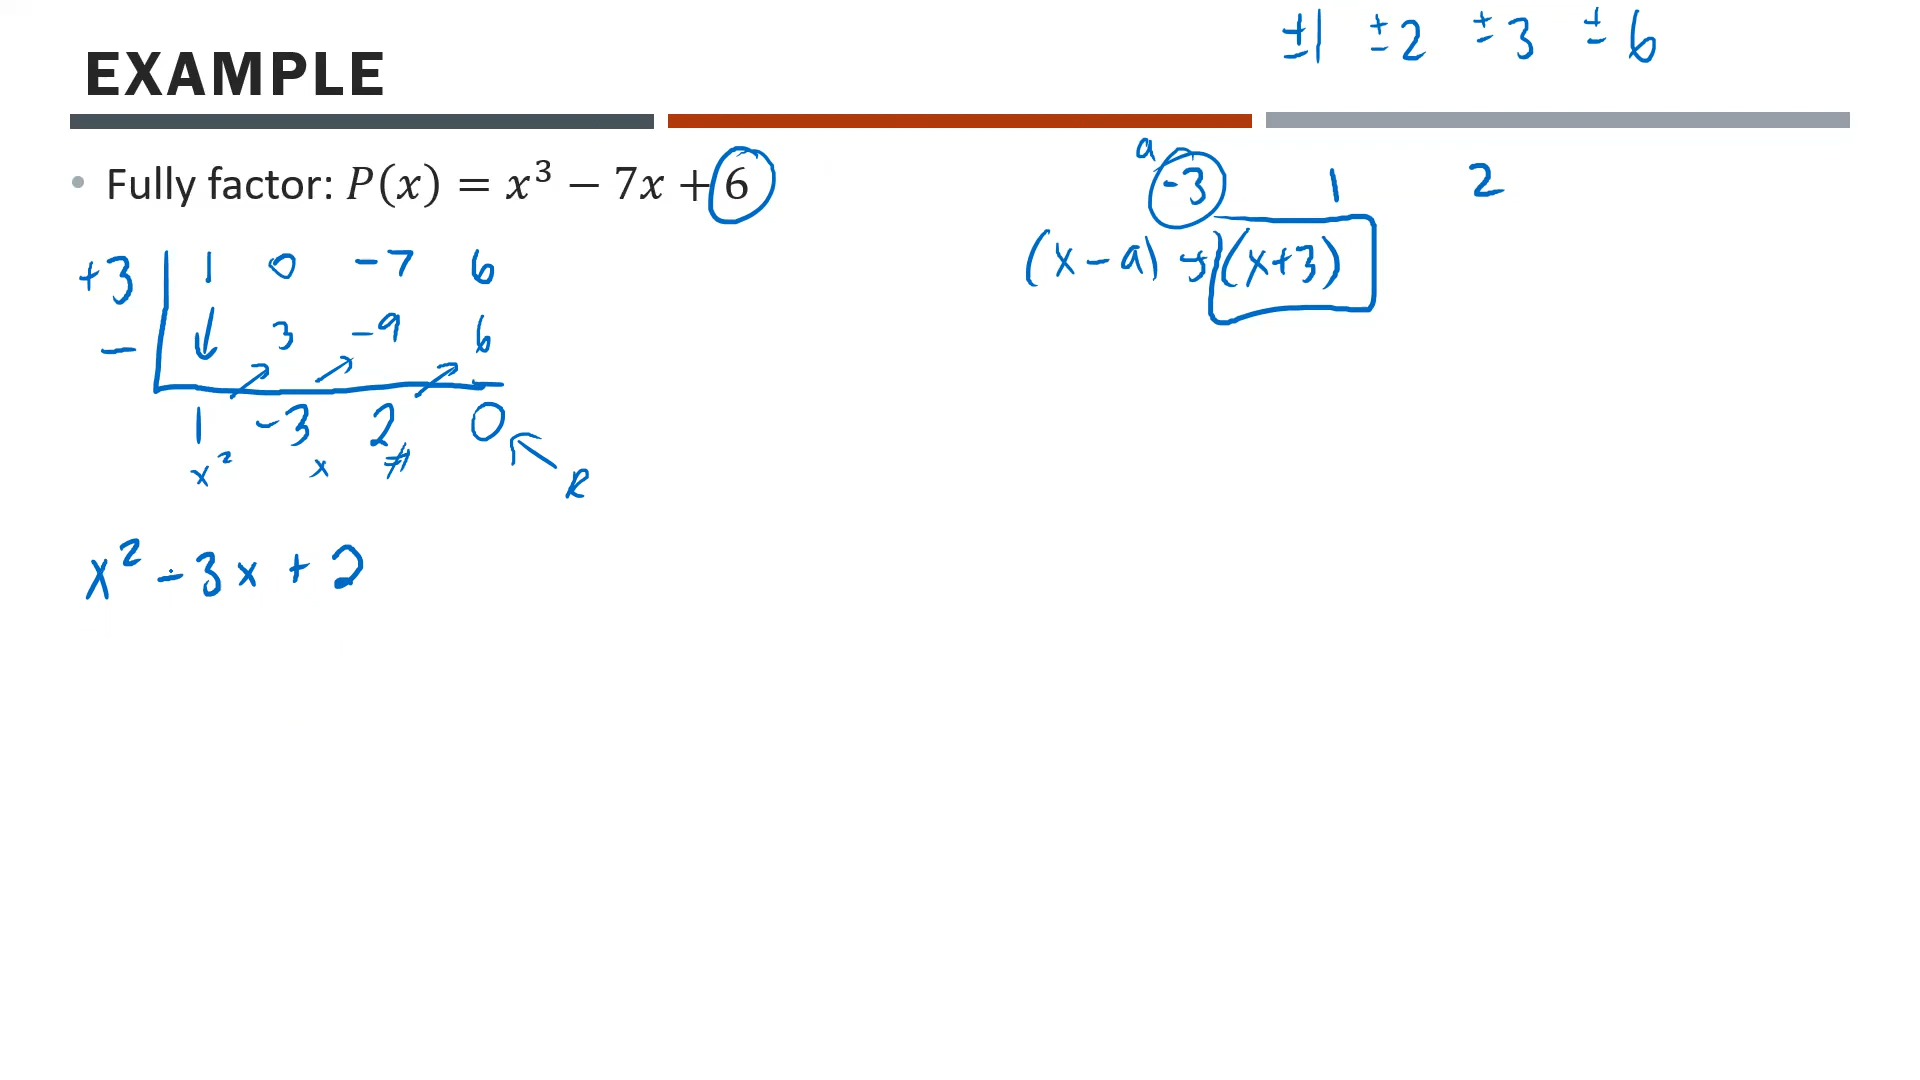 ±1 ±2 ±3 ±6
EXAMPLE
• Fully factor: P(x) = x³ − 7x + 6
a
-3 1 2
(x-a) → (x+3)
+3 1 0 -7 6
− ↓ 3 -9 6
1 -3 2 0
x² x # R
x² - 3x + 2